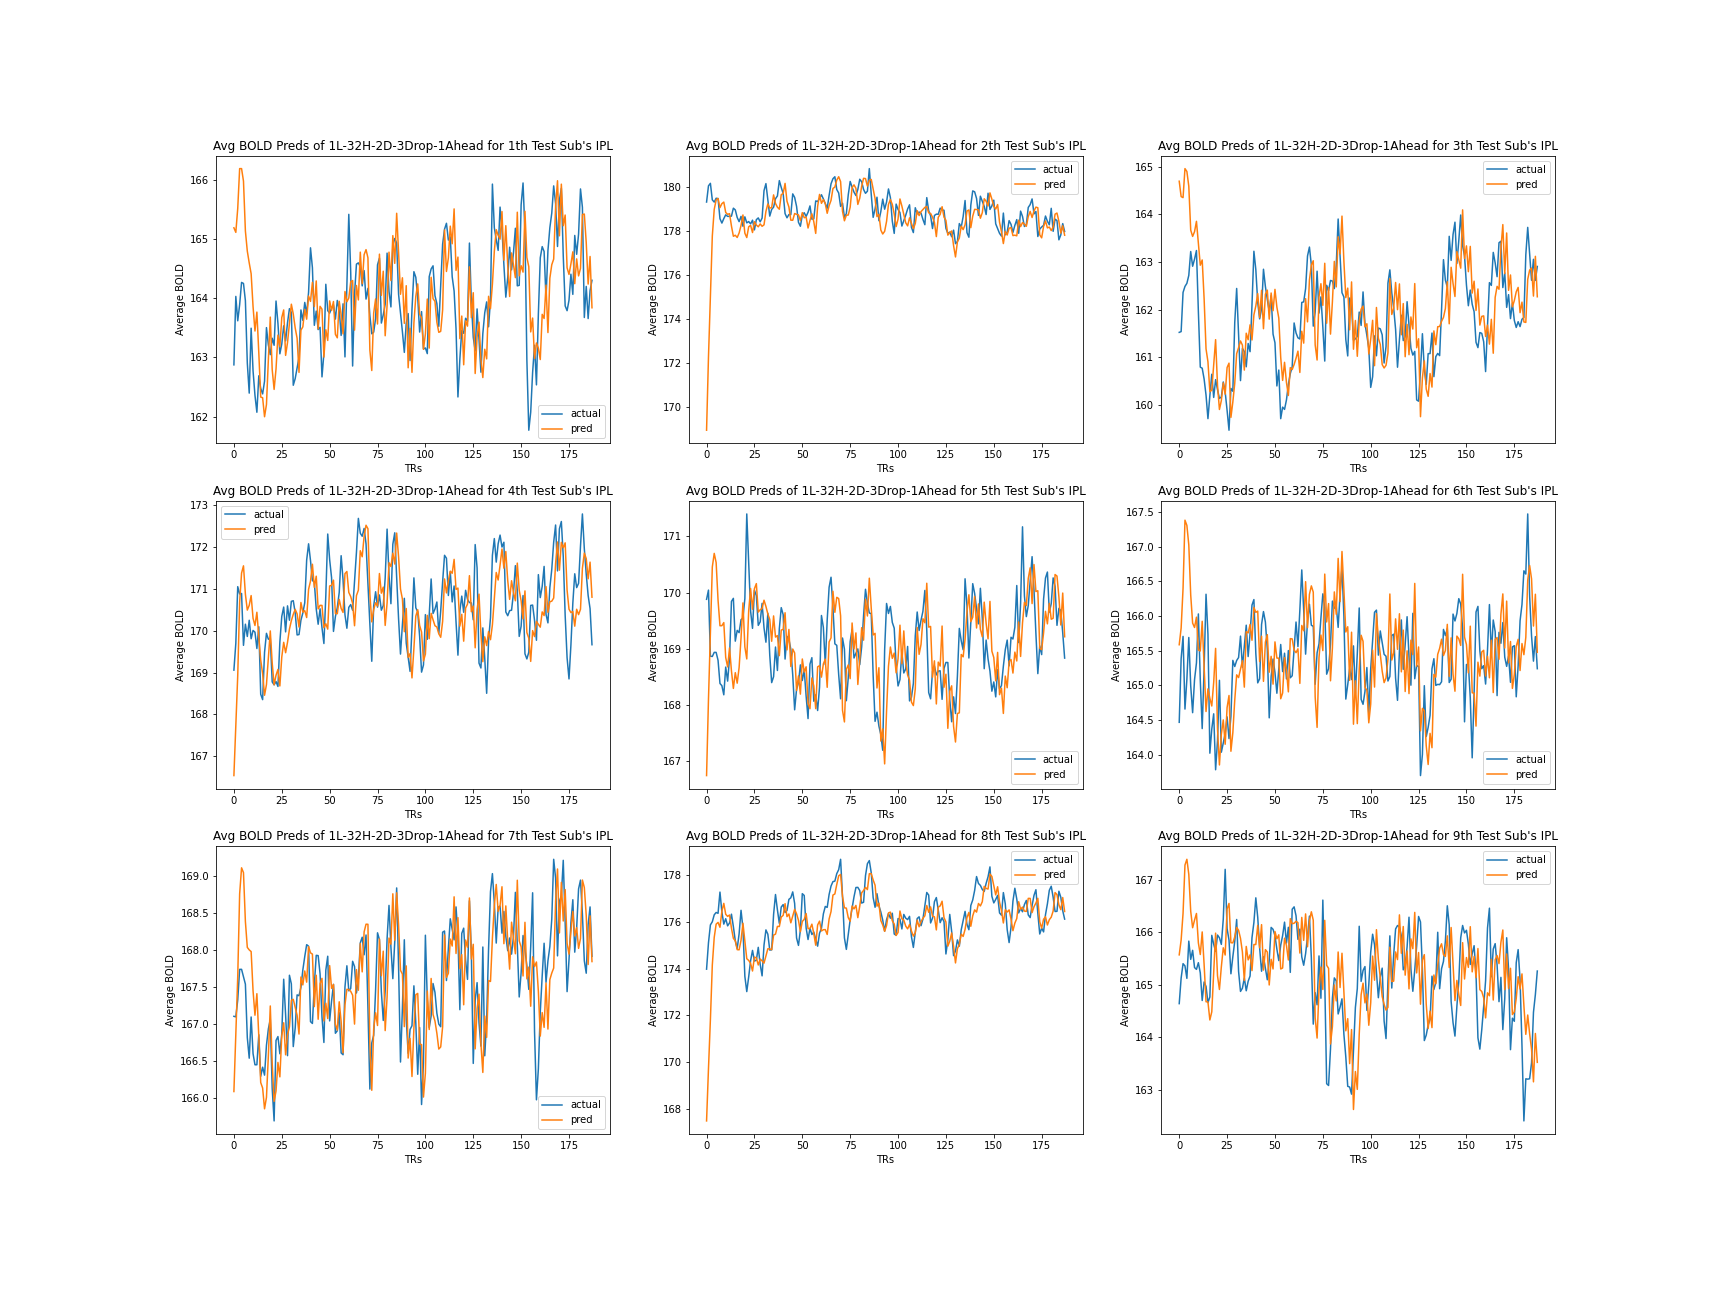 Avg BOLD Preds of 1L-32H-2D-3Drop-1Ahead for 1th Test Sub's IPL
Average BOLD
166
165
164
163
162
actual
pred
0 25 50 75 100 125 150 175
TRs
Avg BOLD Preds of 1L-32H-2D-3Drop-1Ahead for 2th Test Sub's IPL
Average BOLD
180
178
176
174
172
170
actual
pred
0 25 50 75 100 125 150 175
TRs
Avg BOLD Preds of 1L-32H-2D-3Drop-1Ahead for 3th Test Sub's IPL
Average BOLD
165
164
163
162
161
160
actual
pred
0 25 50 75 100 125 150 175
TRs
Avg BOLD Preds of 1L-32H-2D-3Drop-1Ahead for 4th Test Sub's IPL
Average BOLD
173
172
171
170
169
168
167
actual
pred
0 25 50 75 100 125 150 175
TRs
Avg BOLD Preds of 1L-32H-2D-3Drop-1Ahead for 5th Test Sub's IPL
Average BOLD
171
170
169
168
167
actual
pred
0 25 50 75 100 125 150 175
TRs
Avg BOLD Preds of 1L-32H-2D-3Drop-1Ahead for 6th Test Sub's IPL
Average BOLD
167.5
167.0
166.5
166.0
165.5
165.0
164.5
164.0
actual
pred
0 25 50 75 100 125 150 175
TRs
Avg BOLD Preds of 1L-32H-2D-3Drop-1Ahead for 7th Test Sub's IPL
Average BOLD
169.0
168.5
168.0
167.5
167.0
166.5
166.0
actual
pred
0 25 50 75 100 125 150 175
TRs
Avg BOLD Preds of 1L-32H-2D-3Drop-1Ahead for 8th Test Sub's IPL
Average BOLD
178
176
174
172
170
168
actual
pred
0 25 50 75 100 125 150 175
TRs
Avg BOLD Preds of 1L-32H-2D-3Drop-1Ahead for 9th Test Sub's IPL
Average BOLD
167
166
165
164
163
actual
pred
0 25 50 75 100 125 150 175
TRs